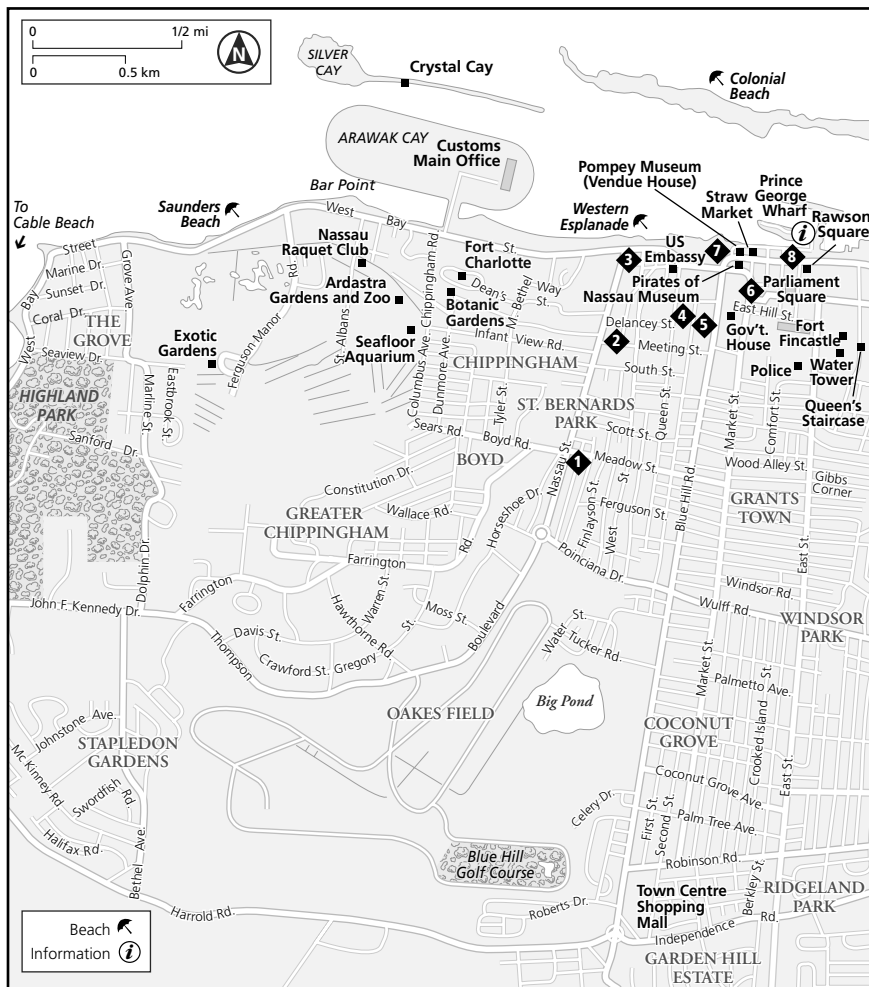 0
1/2 mi
0
0.5 km
N
SILVER
CAY
Crystal Cay
Colonial
Beach
ARAWAK CAY
Customs
Main Office
Pompey Museum
(Vendue House)
Straw
Market
Prince
George
Wharf
Rawson
Square
To
Cable Beach
Saunders
Beach
Bar Point
West
Bay
St.
Western
Esplanade
US
Embassy
Nassau
Raquet Club
Fort
Charlotte
Ardastra
Gardens and Zoo
Botanic
Gardens
Seafloor
Aquarium
Exotic
Gardens
Pirates of
Nassau Museum
Parliament
Square
Gov't.
House
Fort
Fincastle
Police
Water
Tower
Queen's
Staircase
1
2
3
4
5
6
7
8
i
West
Bay
Street
Marine Dr.
Sunset Dr.
Coral Dr.
THE
GROVE
Grove Ave.
Seaview Dr.
HIGHLAND
PARK
Sanford Dr.
Marine St.
Eastbrook St.
Ferguson Manor
Rd.
St. Albans
Chippingham Rd.
Columbus Ave.
Dunmore Ave.
Dean's
Way
St.
M. Bethel
Infant View Rd.
CHIPPINGHAM
Tyler St.
Sears Rd.
Boyd Rd.
BOYD
ST. BERNARDS
PARK
Delancey St.
Meeting St.
South St.
East Hill St.
Queen St.
Scott St.
Nassau St.
Meadow St.
Market St.
Comfort St.
Wood Alley St.
Gibbs
Corner
Blue Hill Rd.
GRANTS
TOWN
Ferguson St.
Finlayson St.
West
St
Constitution Dr.
Wallace Rd.
GREATER
CHIPPINGHAM
Horseshoe Dr.
Poinciana Dr.
East St.
Windsor Rd.
Wulff Rd.
WINDSOR
PARK
Farrington
Farrington
Rd.
Dolphin Dr.
John F. Kennedy Dr.
Warren St.
Hawthorne Rd.
Moss St.
Davis St.
Crawford St.
Gregory
St.
Thompson
Boulevard
Water
St.
Tucker Rd.
Big Pond
OAKES FIELD
Market St.
Palmetto Ave.
COCONUT
GROVE
Crooked Island
St.
East St.
Johnstone Ave.
STAPLEDON
GARDENS
Mc Kinney Rd.
Swordfish
Rd.
Halifax Rd.
Bethel Ave.
Harrold Rd.
Coconut Grove Ave.
Celery Dr.
First St.
Second St.
Palm Tree Ave.
Robinson Rd.
Blue Hill
Golf Course
Roberts Dr.
Town Centre
Shopping
Mall
Berkley St.
RIDGELAND
PARK
Independence
Rd.
GARDEN HILL
ESTATE
Beach
Information i